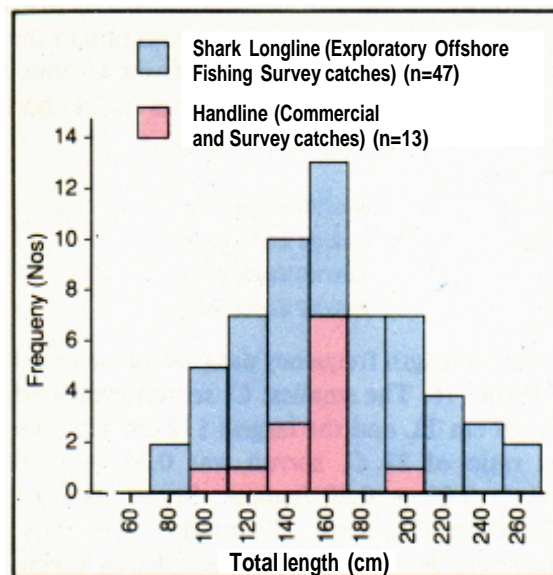 Shark Longline (Exploratory Offshore
Fishing Survey catches) (n=47)
Handline (Commercial
and Survey catches) (n=13)
14
12
10
8
6
4
2
0
Frequeny (Nos)
60 80 100 120 140 160 180 200 220 240 260
Total length (cm)